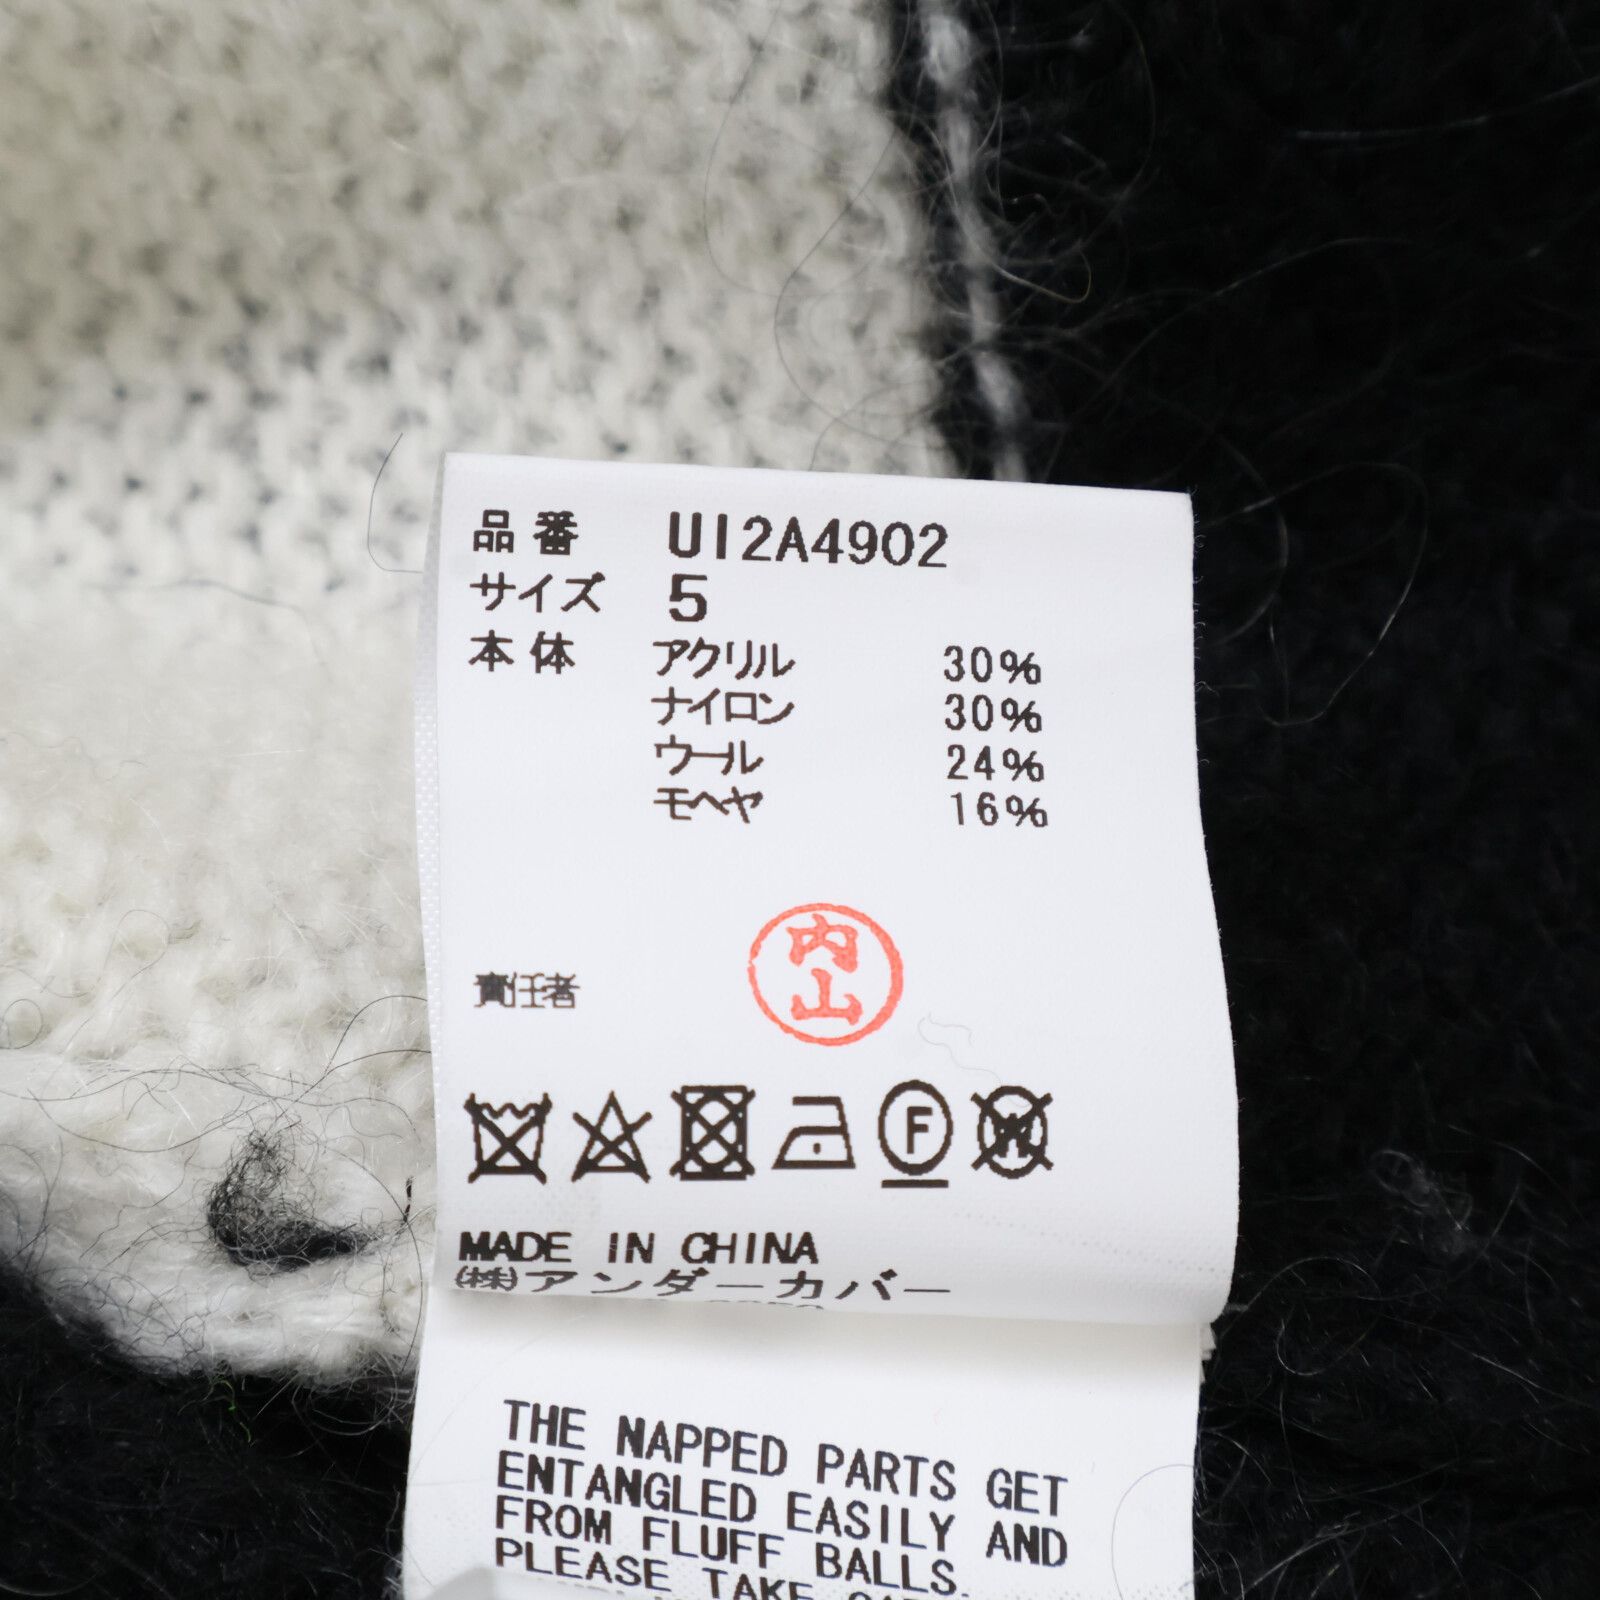 品番 UI2A4902
サイズ 5
本体 アクリル 30%
ナイロン 30%
ウール 24%
モヘヤ 16%
責任者 内山
F W
MADE IN CHINA
㈱アンダーカバー
THE NAPPED PARTS GET
ENTANGLED EASILY AND
FROM FLUFF BALLS.
PLEASE TAKE